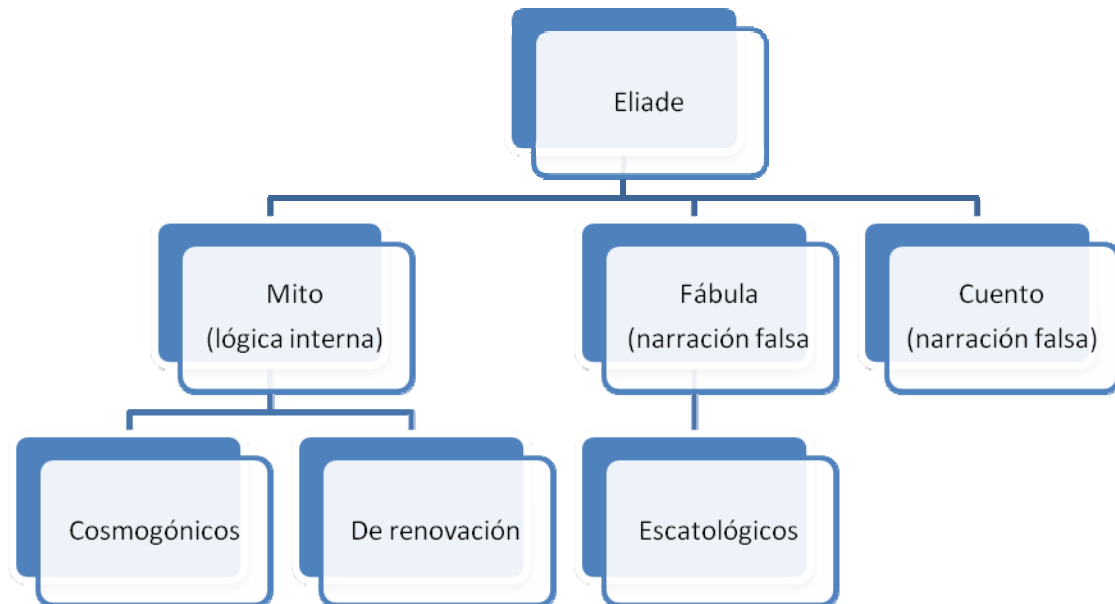 Eliade
Mito
(lógica interna)
Fábula
(narración falsa
Cuento
(narración falsa)
Cosmogónicos
De renovación
Escatológicos